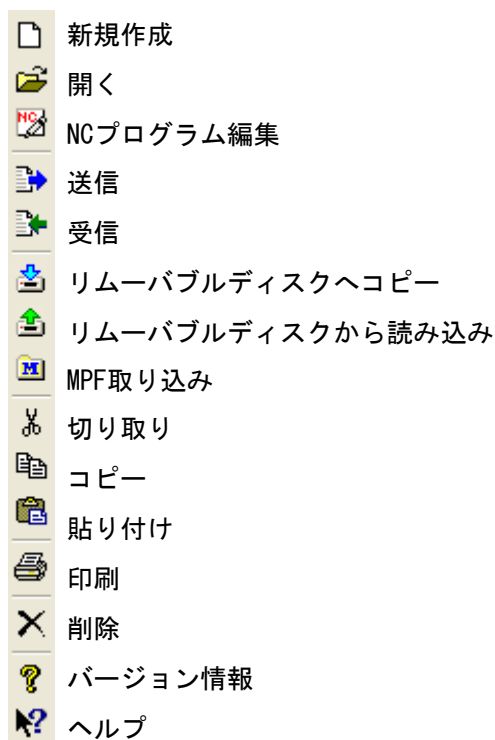 新規作成
開く
NCプログラム編集
送信
受信
リムーバブルディスクへコピー
リムーバブルディスクから読み込み
MPF取り込み
切り取り
コピー
貼り付け
印刷
削除
バージョン情報
ヘルプ